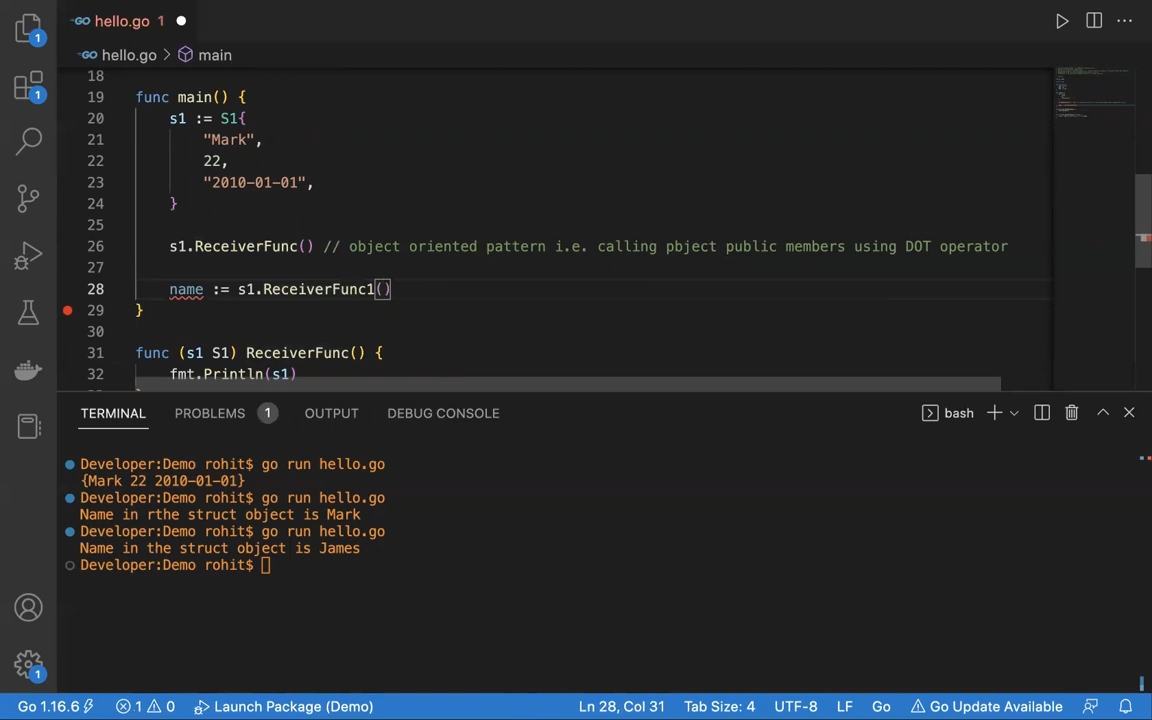 hello.go 1
hello.go > main
18
19 func main() {
20 s1 := S1{
21 "Mark",
22 22,
23 "2010-01-01",
24 }
25
26 s1.ReceiverFunc() // object oriented pattern i.e. calling pbject public members using DOT operator
27
28 name := s1.ReceiverFunc1()
29 }
30
31 func (s1 S1) ReceiverFunc() {
32 fmt.Println(s1)
TERMINAL PROBLEMS 1 OUTPUT DEBUG CONSOLE bash
Developer:Demo rohit$ go run hello.go
{Mark 22 2010-01-01}
Developer:Demo rohit$ go run hello.go
Name in rthe struct object is Mark
Developer:Demo rohit$ go run hello.go
Name in the struct object is James
Developer:Demo rohit$
1
1
1
Go 1.16.6 1 0 Launch Package (Demo) Ln 28, Col 31 Tab Size: 4 UTF-8 LF Go Go Update Available